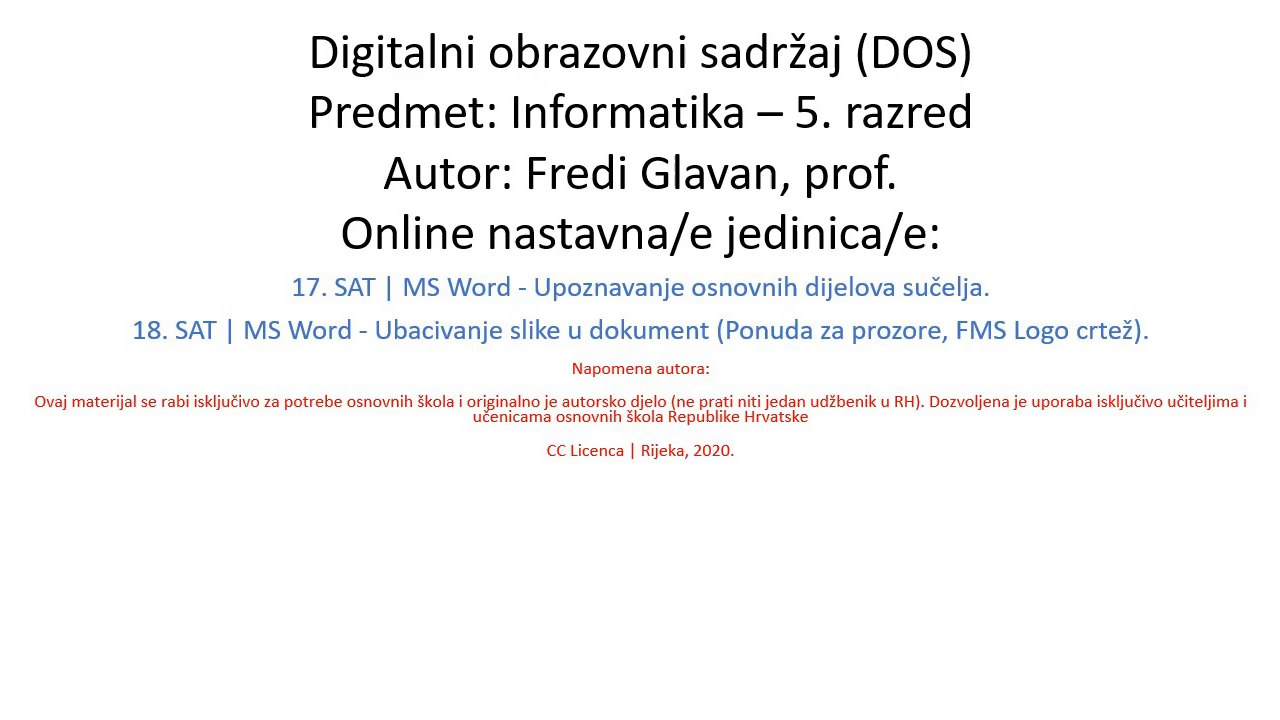 Digitalni obrazovni sadržaj (DOS)
Predmet: Informatika – 5. razred
Autor: Fredi Glavan, prof.
Online nastavna/e jedinica/e:
17. SAT | MS Word - Upoznavanje osnovnih dijelova sučelja.
18. SAT | MS Word - Ubacivanje slike u dokument (Ponuda za prozore, FMS Logo crtež).
Napomena autora:
Ovaj materijal se rabi isključivo za potrebe osnovnih škola i originalno je autorsko djelo (ne prati niti jedan udžbenik u RH). Dozvoljena je uporaba isključivo učiteljima i
učenicama osnovnih škola Republike Hrvatske
CC Licenca | Rijeka, 2020.